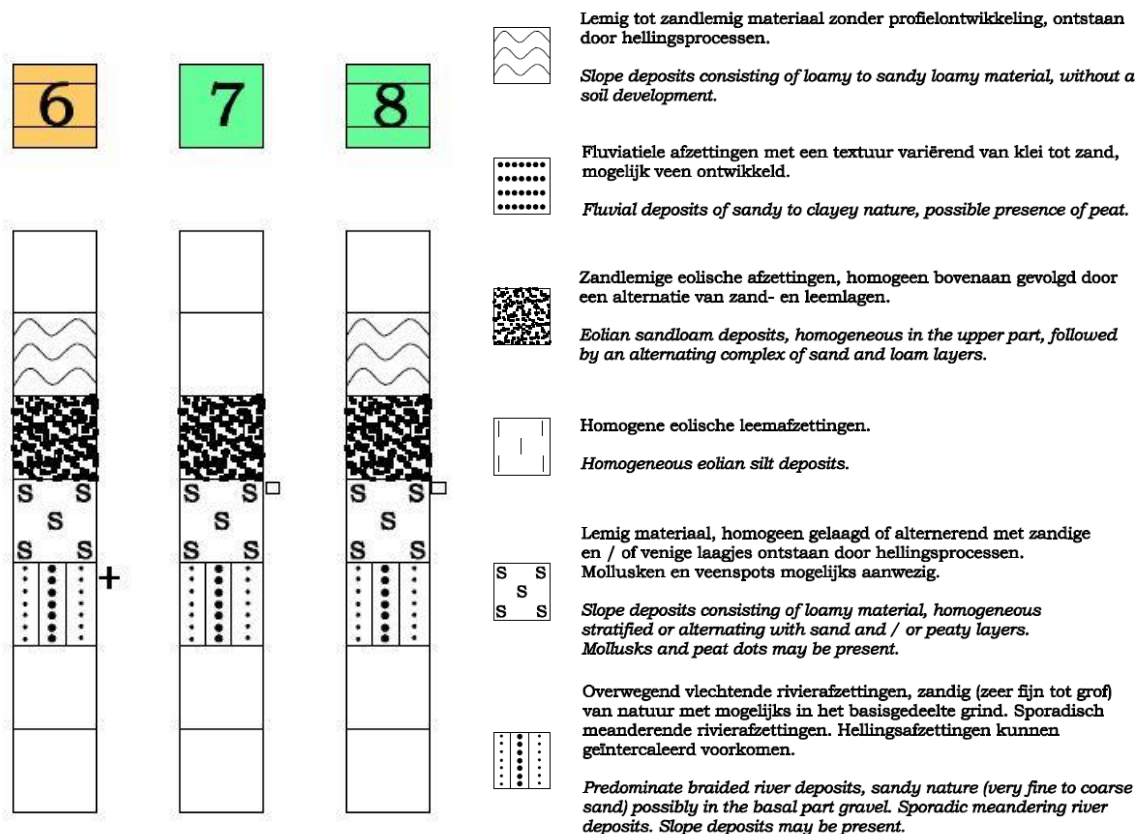 6 7 8
S S
S
S S
+
S S
S
S S
S S
S
S S
Lemig tot zandlemig materiaal zonder profielontwikkeling, ontstaan
door hellingsprocessen.
Slope deposits consisting of loamy to sandy loamy material, without a
soil development.
Fluviatiele afzettingen met een textuur variërend van klei tot zand,
mogelijk veen ontwikkeld.
Fluvial deposits of sandy to clayey nature, possible presence of peat.
Zandlemige eolische afzettingen, homogeen bovenaan gevolgd door
een alternatie van zand- en leemlagen.
Eolian sandloam deposits, homogeneous in the upper part, followed
by an alternating complex of sand and loam layers.
Homogene eolische leemafzettingen.
Homogeneous eolian silt deposits.
S S
S
S S
Lemig materiaal, homogeen gelaagd of alternerend met zandige
en / of venige laagjes ontstaan door hellingsprocessen.
Mollusken en veenspots mogelijks aanwezig.
Slope deposits consisting of loamy material, homogeneous
stratified or alternating with sand and / or peaty layers.
Mollusks and peat dots may be present.
Overwegend vlechtende rivierafzettingen, zandig (zeer fijn tot grof)
van natuur met mogelijks in het basisgedeelte grind. Sporadisch
meanderende rivierafzettingen. Hellingsafzettingen kunnen
geïntercaleerd voorkomen.
Predominate braided river deposits, sandy nature (very fine to coarse
sand) possibly in the basal part gravel. Sporadic meandering river
deposits. Slope deposits may be present.